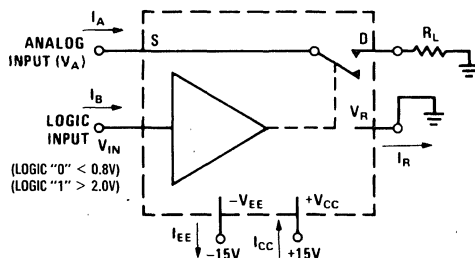 I_A
ANALOG
INPUT (V_A)
S
D
R_L
I_B
LOGIC
INPUT
V_IN
V_R
I_R
(LOGIC "0" < 0.8V)
(LOGIC "1" > 2.0V)
-V_EE
+V_CC
I_EE
I_CC
-15V
+15V